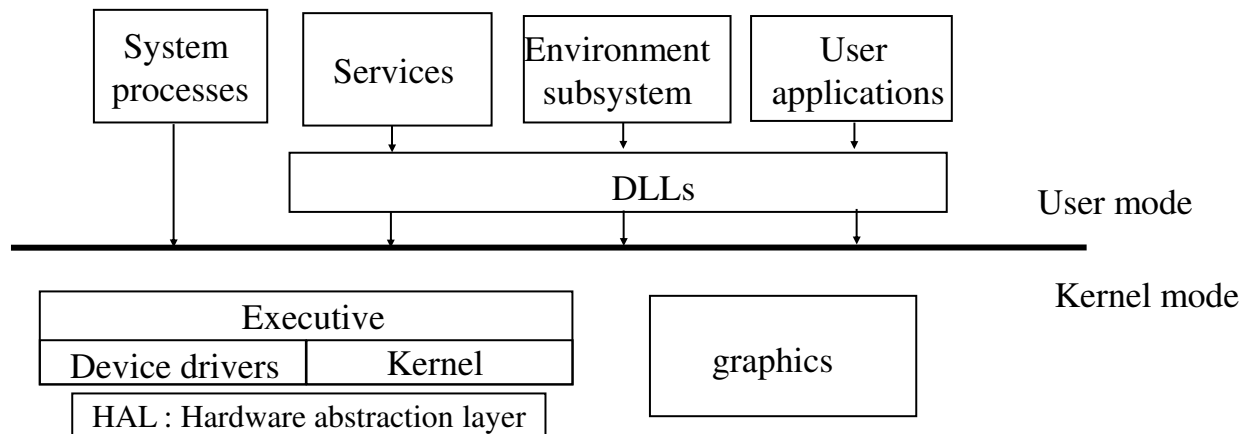 System
processes
Services
Environment
subsystem
User
applications
DLLs
User mode
Kernel mode
Executive
Device drivers
Kernel
graphics
HAL : Hardware abstraction layer